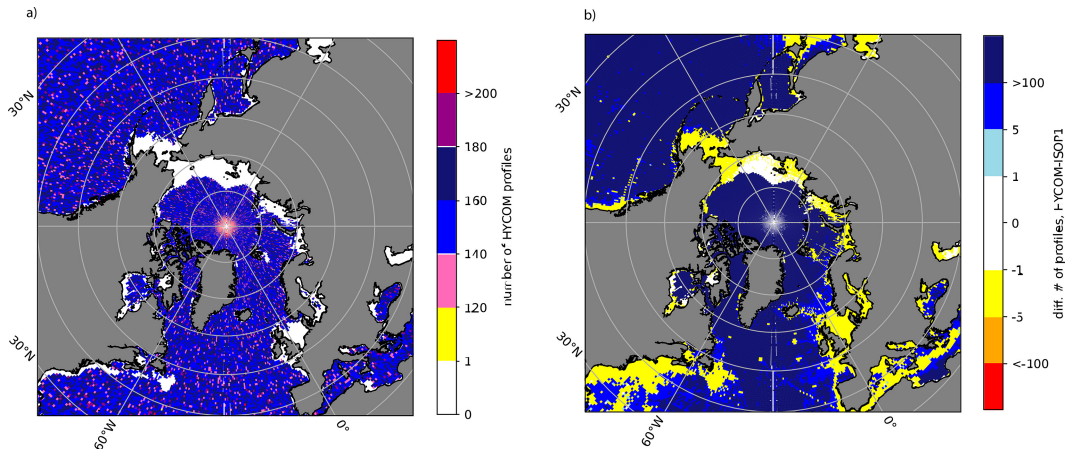 a)
30°N
30°N
60°W
0°
>200
180
160
140
120
1
0
number of HYCOM profiles
b)
30°N
30°N
60°W
0°
>100
5
1
0
-1
-5
<-100
diff. # of profiles, HYCOM-ISOP1